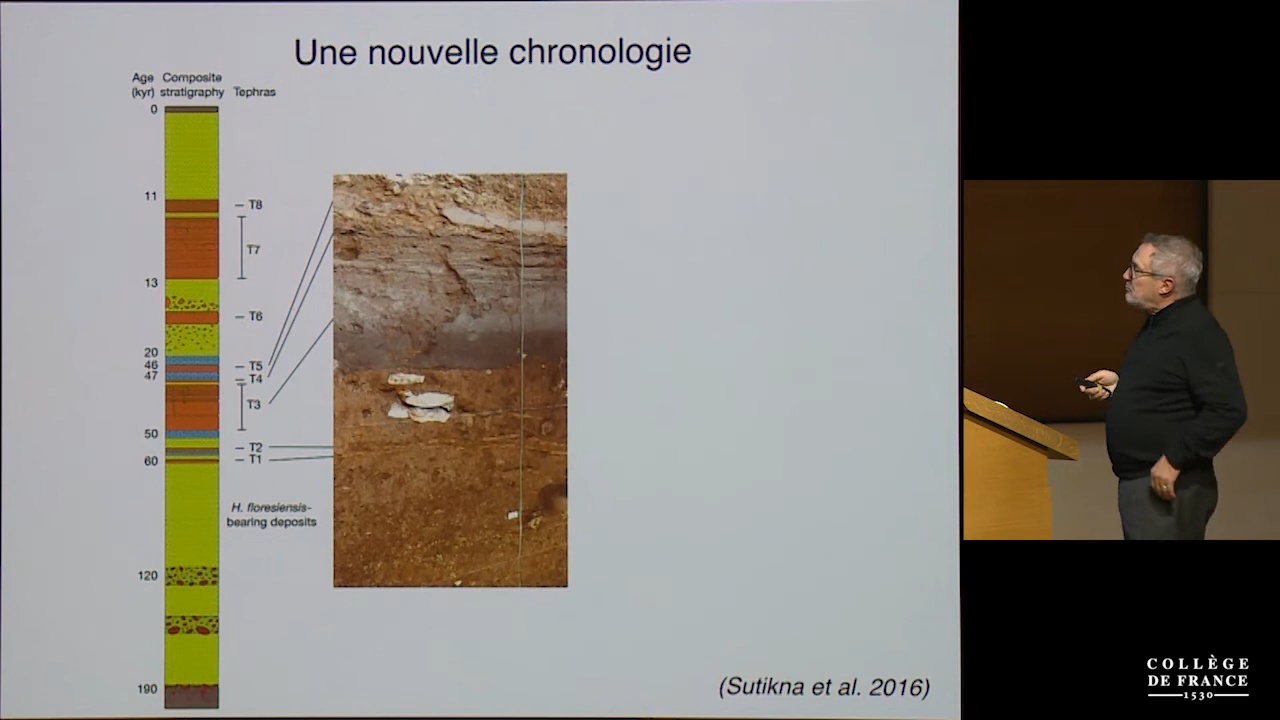 Une nouvelle chronologie
Age Composite
(kyr) stratigraphy Tephras
0
11
T8
T7
13
T6
20
46
T5
47
T4
T3
50
T2
60
T1
H. floresiensis-
bearing deposits
120
190
(Sutikna et al. 2016)
COLLÈGE
DE FRANCE
1530